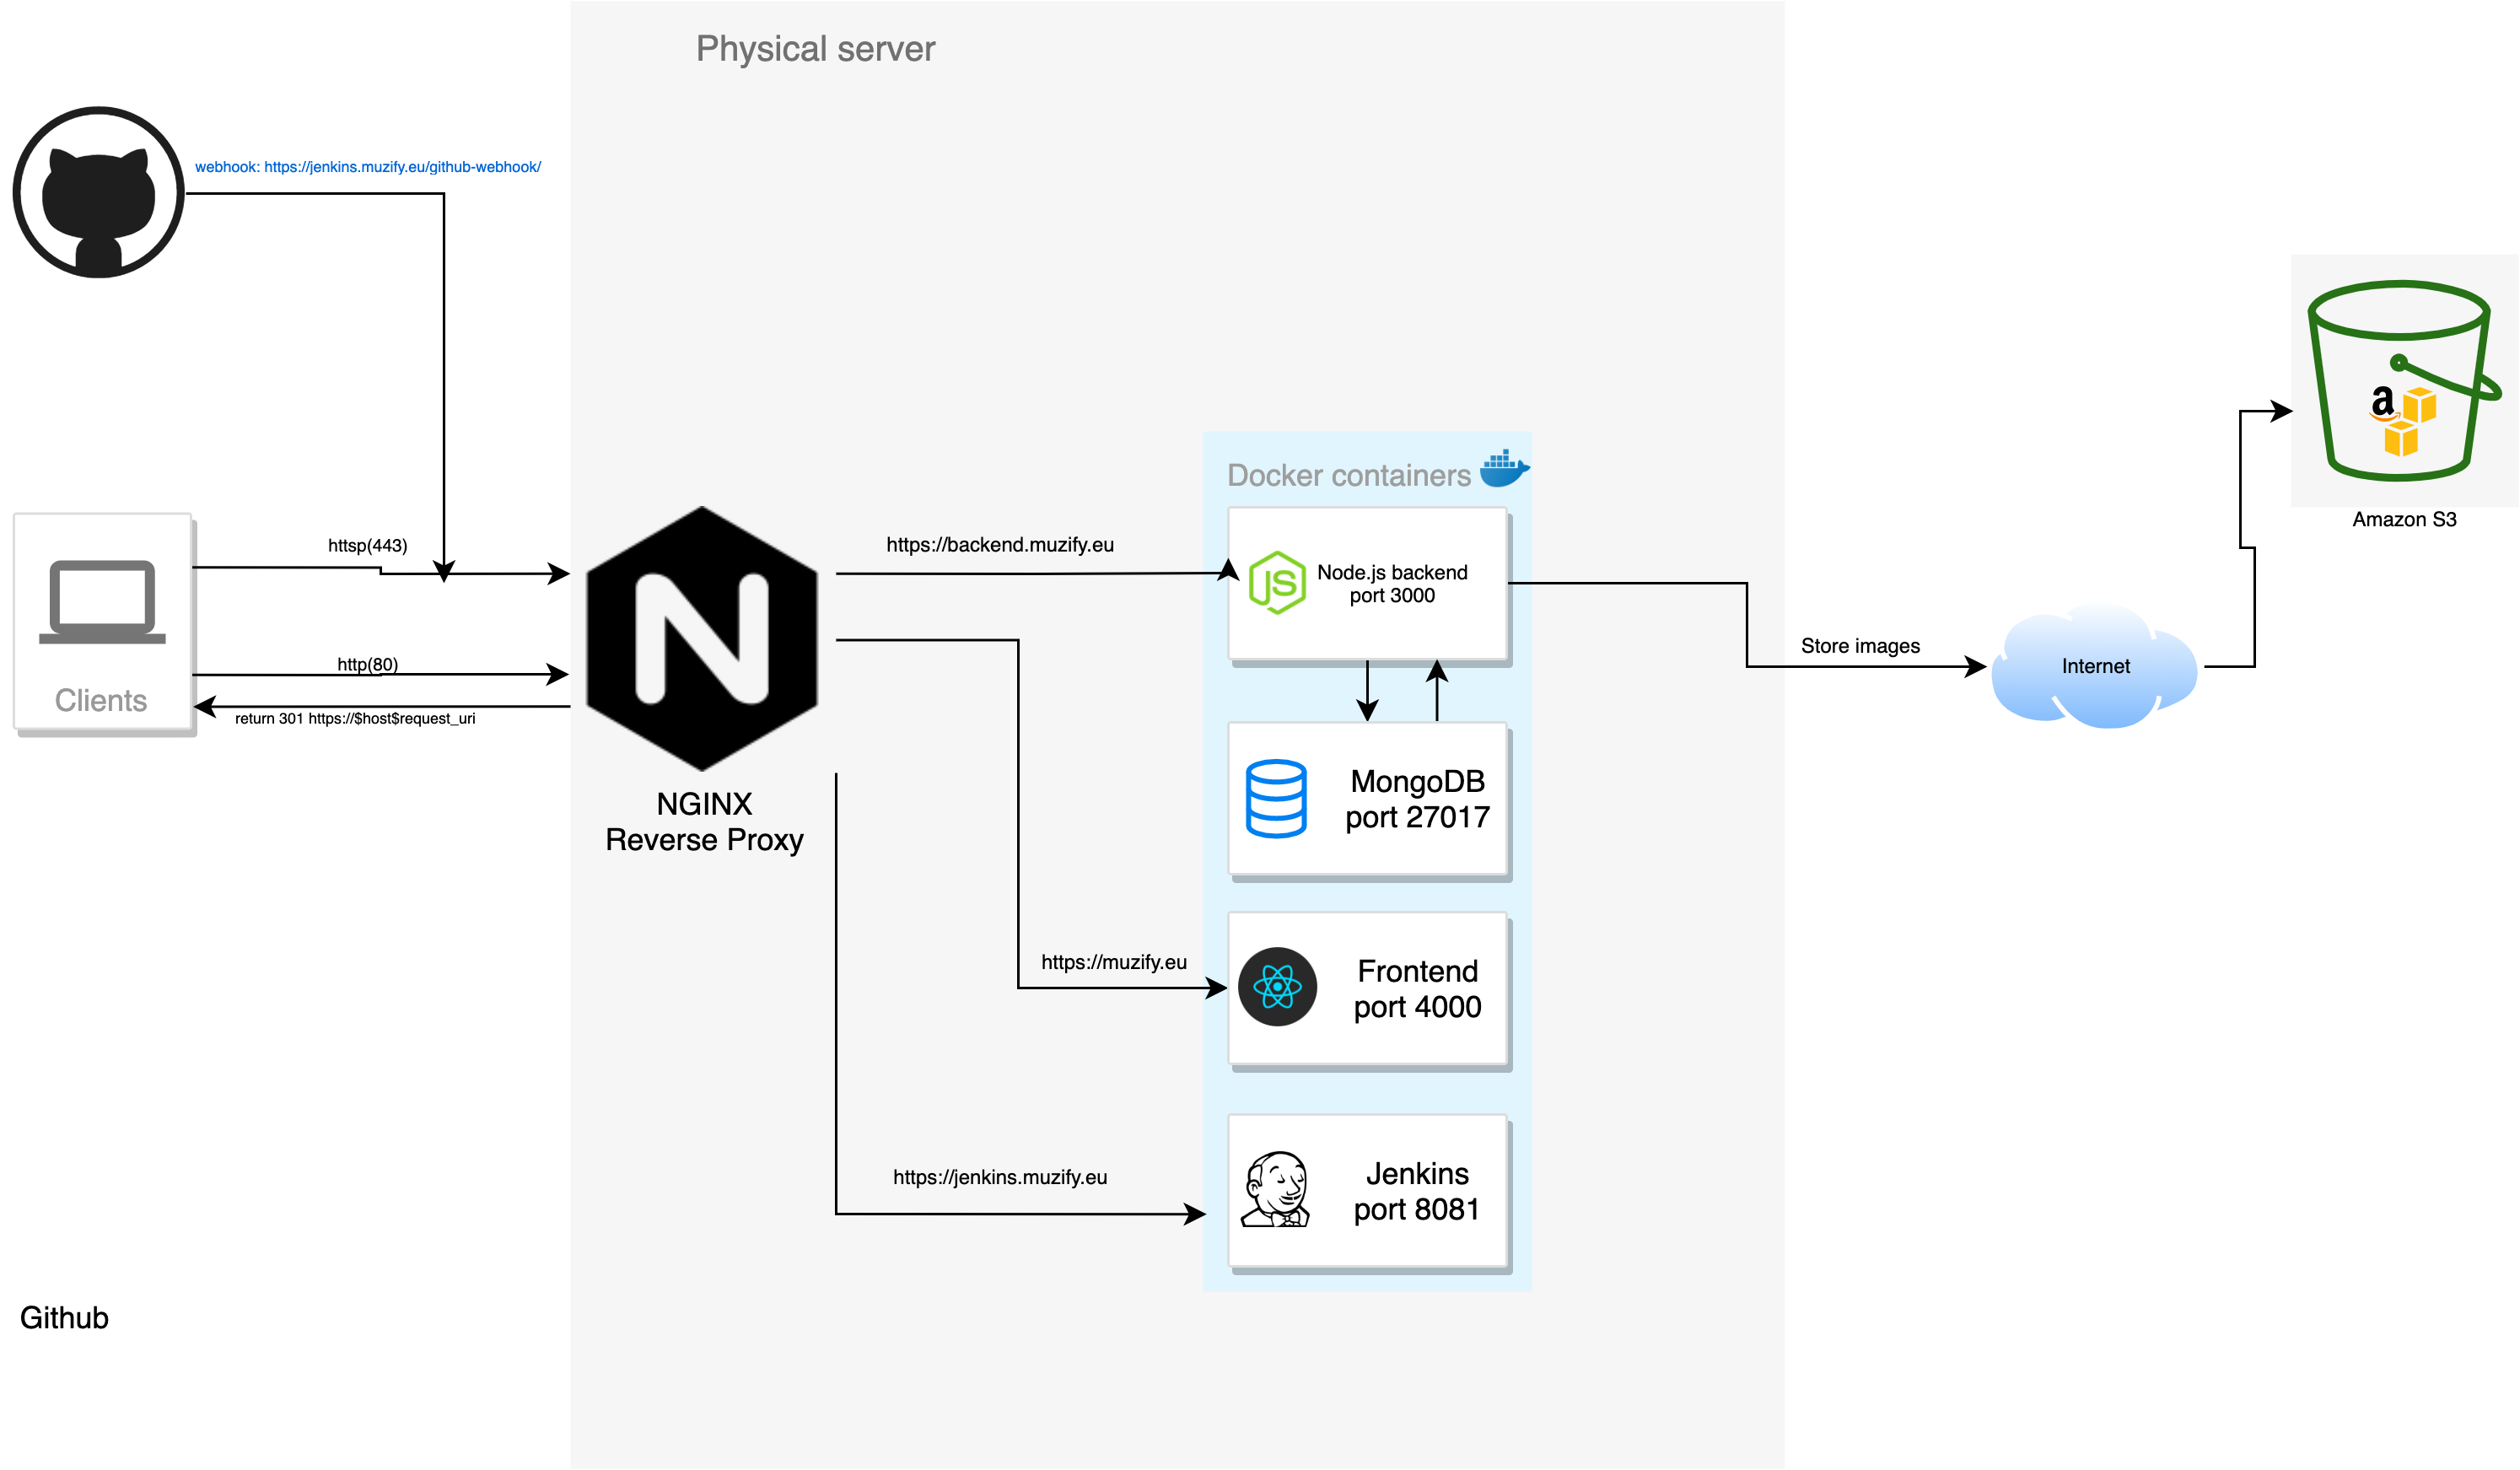 Physical server
webhook: https://jenkins.muzify.eu/github-webhook/
Docker containers
a
Amazon S3
httsp(443)
https://backend.muzify.eu
JS
Node.js backend
port 3000
N
http(80)
Store images
Internet
Clients
return 301 https://$host$request_uri
NGINX
Reverse Proxy
MongoDB
port 27017
https://muzify.eu
Frontend
port 4000
https://jenkins.muzify.eu
Jenkins
port 8081
Github